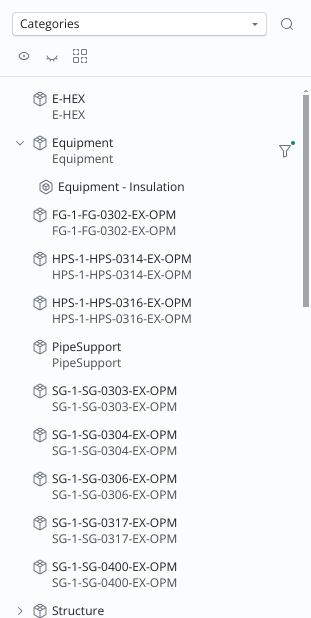 Categories
E-HEX
E-HEX
Equipment
Equipment
Equipment - Insulation
FG-1-FG-0302-EX-OPM
FG-1-FG-0302-EX-OPM
HPS-1-HPS-0314-EX-OPM
HPS-1-HPS-0314-EX-OPM
HPS-1-HPS-0316-EX-OPM
HPS-1-HPS-0316-EX-OPM
PipeSupport
PipeSupport
SG-1-SG-0303-EX-OPM
SG-1-SG-0303-EX-OPM
SG-1-SG-0304-EX-OPM
SG-1-SG-0304-EX-OPM
SG-1-SG-0306-EX-OPM
SG-1-SG-0306-EX-OPM
SG-1-SG-0317-EX-OPM
SG-1-SG-0317-EX-OPM
SG-1-SG-0400-EX-OPM
SG-1-SG-0400-EX-OPM
Structure